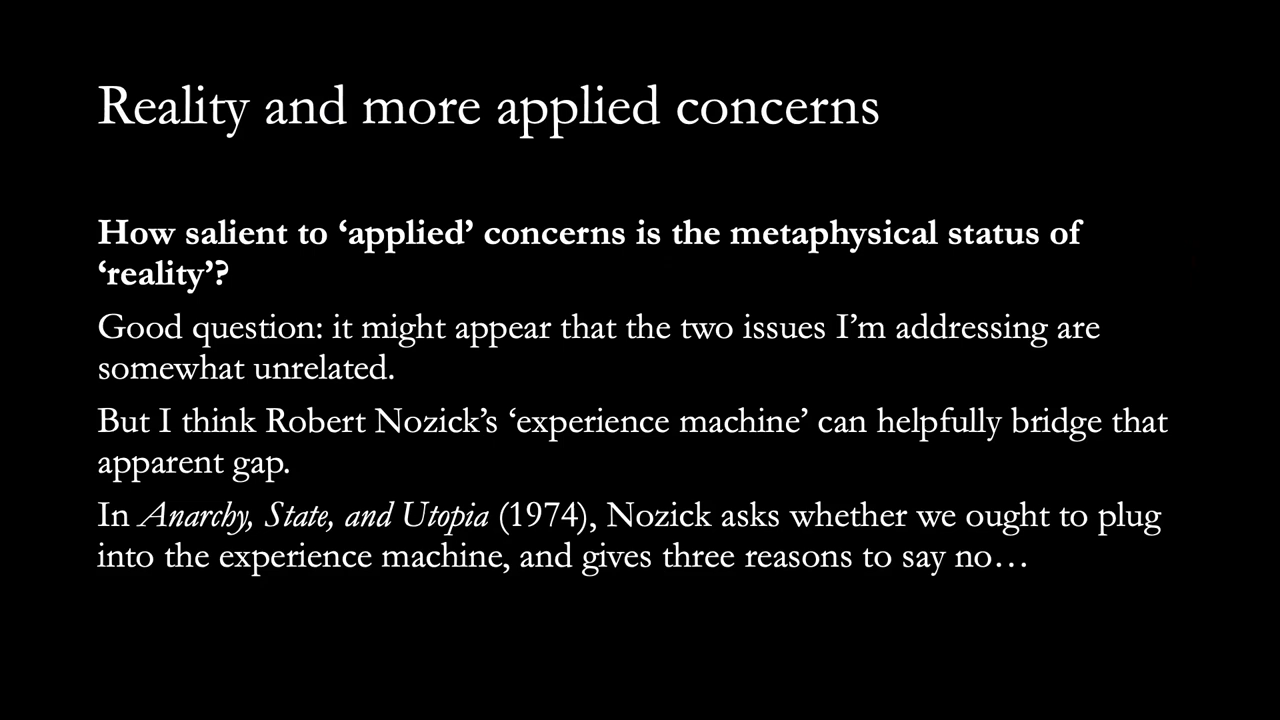 Reality and more applied concerns
How salient to ‘applied’ concerns is the metaphysical status of
‘reality’?
Good question: it might appear that the two issues I’m addressing are
somewhat unrelated.
But I think Robert Nozick’s ‘experience machine’ can helpfully bridge that
apparent gap.
In Anarchy, State, and Utopia (1974), Nozick asks whether we ought to plug
into the experience machine, and gives three reasons to say no…